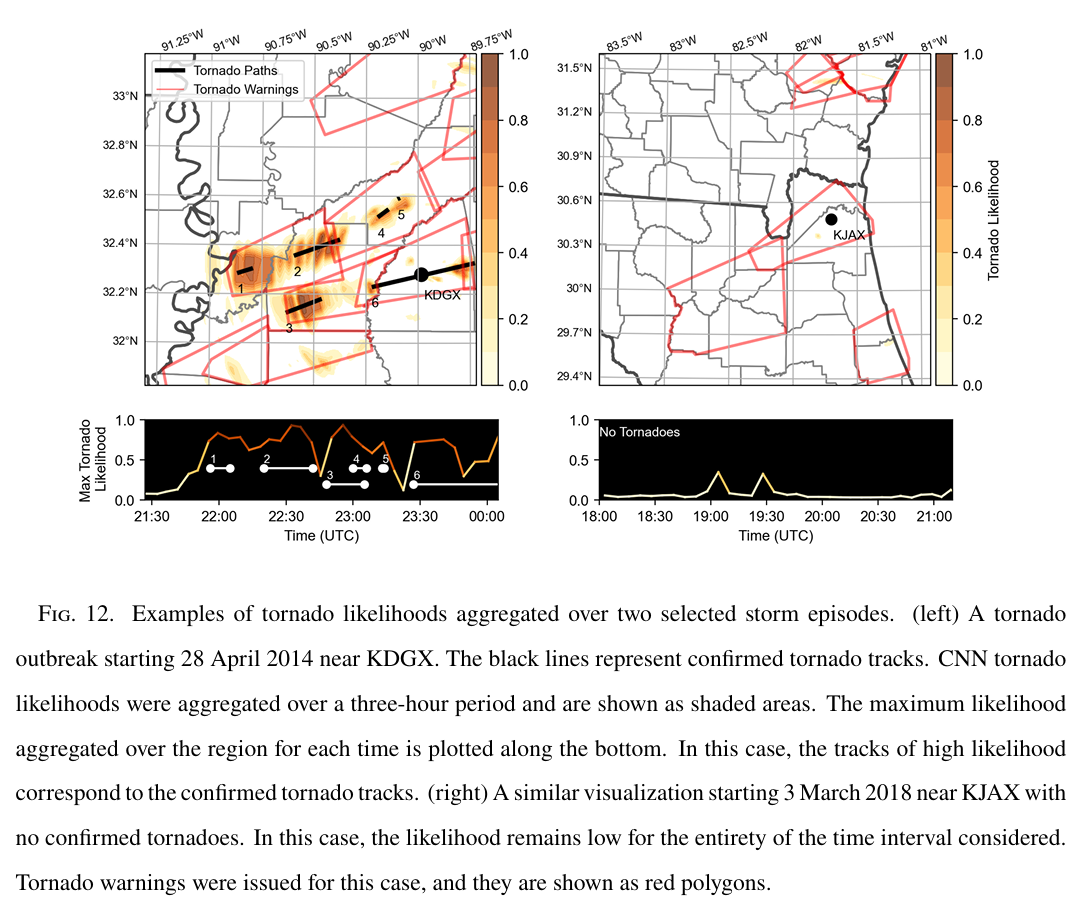 91.25°W 91°W 90.75°W 90.5°W 90.25°W 90°W 89.75°W
83.5°W 83°W 82.5°W 82°W 81.5°W 81°W
Tornado Paths
Tornado Warnings
33°N
32.8°N
32.6°N
32.4°N
32.2°N
32°N
1
2
3
4
5
6
KDGX
1.0
0.8
0.6
0.4
0.2
0.0
31.5°N
31.2°N
30.9°N
30.6°N
30.3°N
30°N
29.7°N
29.4°N
KJAX
1.0
0.8
0.6
0.4
0.2
0.0
Tornado Likelihood
Max Tornado
Likelihood
1.0
0.5
0.0
1 2 3 4 5 6
21:30 22:00 22:30 23:00 23:30 00:00
Time (UTC)
1.0
0.5
0.0
No Tornadoes
18:00 18:30 19:00 19:30 20:00 20:30 21:00
Time (UTC)
FIG. 12. Examples of tornado likelihoods aggregated over two selected storm episodes. (left) A tornado
outbreak starting 28 April 2014 near KDGX. The black lines represent confirmed tornado tracks. CNN tornado
likelihoods were aggregated over a three-hour period and are shown as shaded areas. The maximum likelihood
aggregated over the region for each time is plotted along the bottom. In this case, the tracks of high likelihood
correspond to the confirmed tornado tracks. (right) A similar visualization starting 3 March 2018 near KJAX with
no confirmed tornadoes. In this case, the likelihood remains low for the entirety of the time interval considered.
Tornado warnings were issued for this case, and they are shown as red polygons.